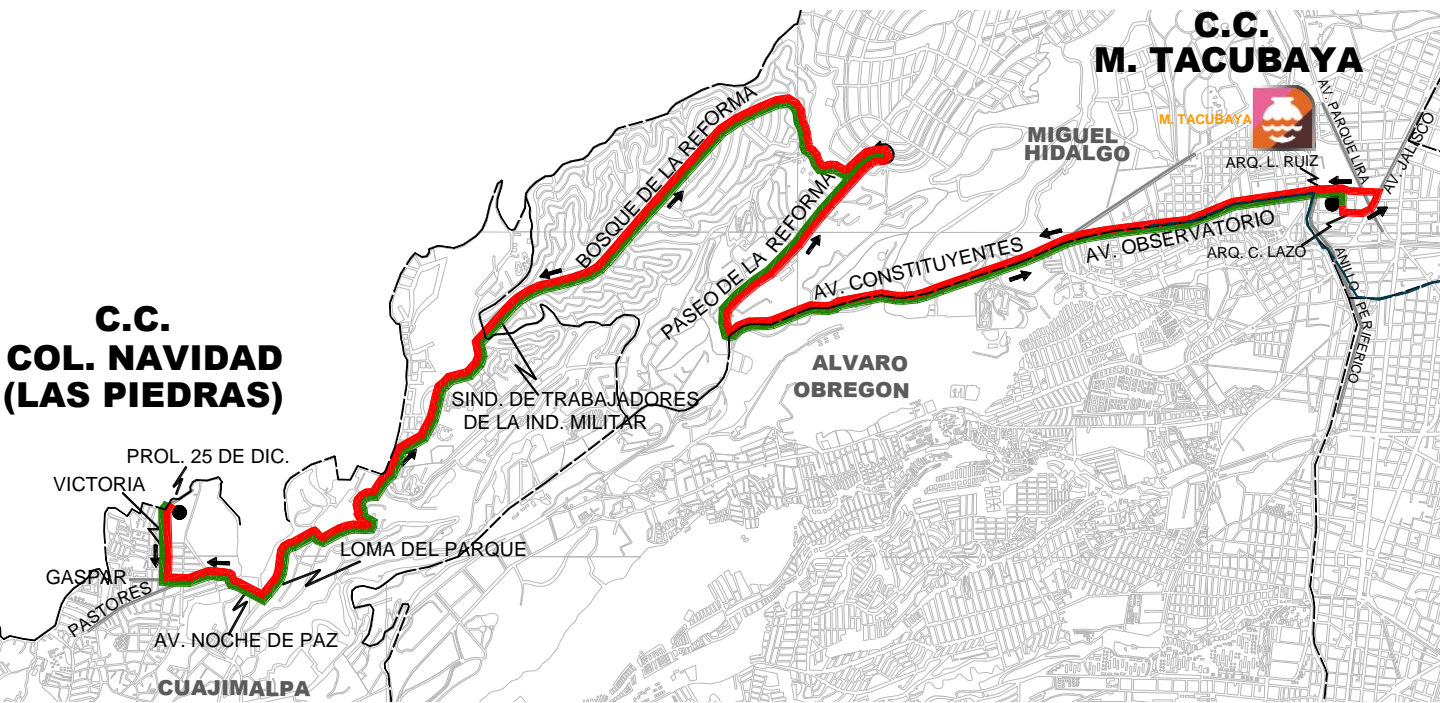 C.C.
M. TACUBAYA
M. TACUBAYA
AV. PARQUE LIRA
AV. JALISCO
MIGUEL
HIDALGO
ARQ. L. RUIZ
BOSQUE DE LA REFORMA
PASEO DE LA REFORMA
AV. CONSTITUYENTES
AV. OBSERVATORIO
ARQ. C. LAZO
ANILLO PERIFERICO
C.C.
COL. NAVIDAD
(LAS PIEDRAS)
ALVARO
OBREGON
SIND. DE TRABAJADORES
DE LA IND. MILITAR
PROL. 25 DE DIC.
VICTORIA
LOMA DEL PARQUE
GASPAR
PASTORES
AV. NOCHE DE PAZ
CUAJIMALPA